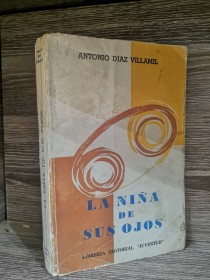 ANTONIO DIAZ VILLAMIL
LA NIÑA
DE
SUS OJOS
LIBRERIA EDITORIAL "JUVENTUD"